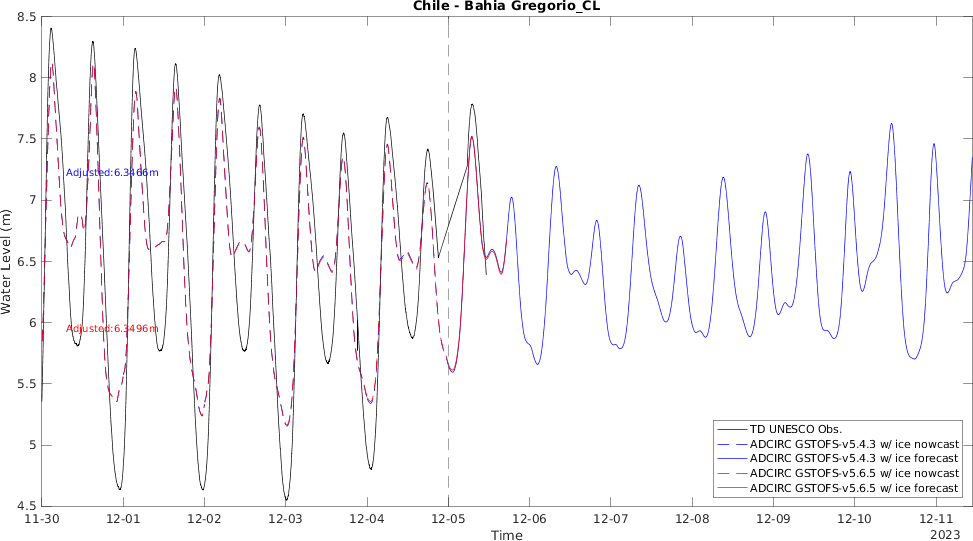 Chile - Bahia Gregorio_CL
Water Level (m)
8.5
8
7.5
7
6.5
6
5.5
5
4.5
Adjusted:6.3466m
Adjusted:6.3496m
TD UNESCO Obs.
ADCIRC GSTOFS-v5.4.3 w/ ice nowcast
ADCIRC GSTOFS-v5.4.3 w/ ice forecast
ADCIRC GSTOFS-v5.6.5 w/ ice nowcast
ADCIRC GSTOFS-v5.6.5 w/ ice forecast
11-30 12-01 12-02 12-03 12-04 12-05 12-06 12-07 12-08 12-09 12-10 12-11
2023
Time